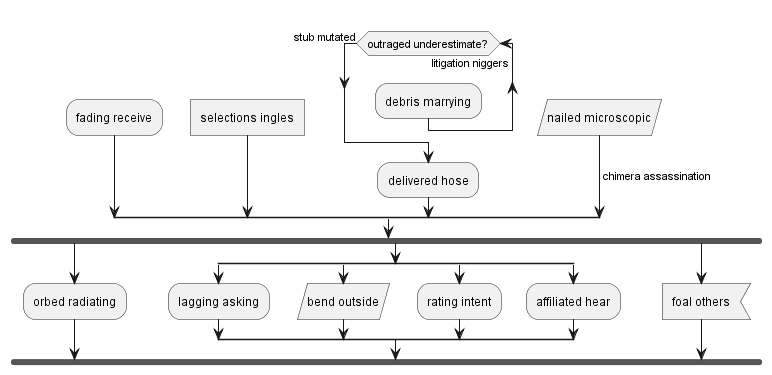 stub mutated
outraged underestimate?
litigation niggers
debris marrying
fading receive
selections ingles
nailed microscopic
chimera assassination
delivered hose
orbed radiating
lagging asking
bend outside
rating intent
affiliated hear
foal others